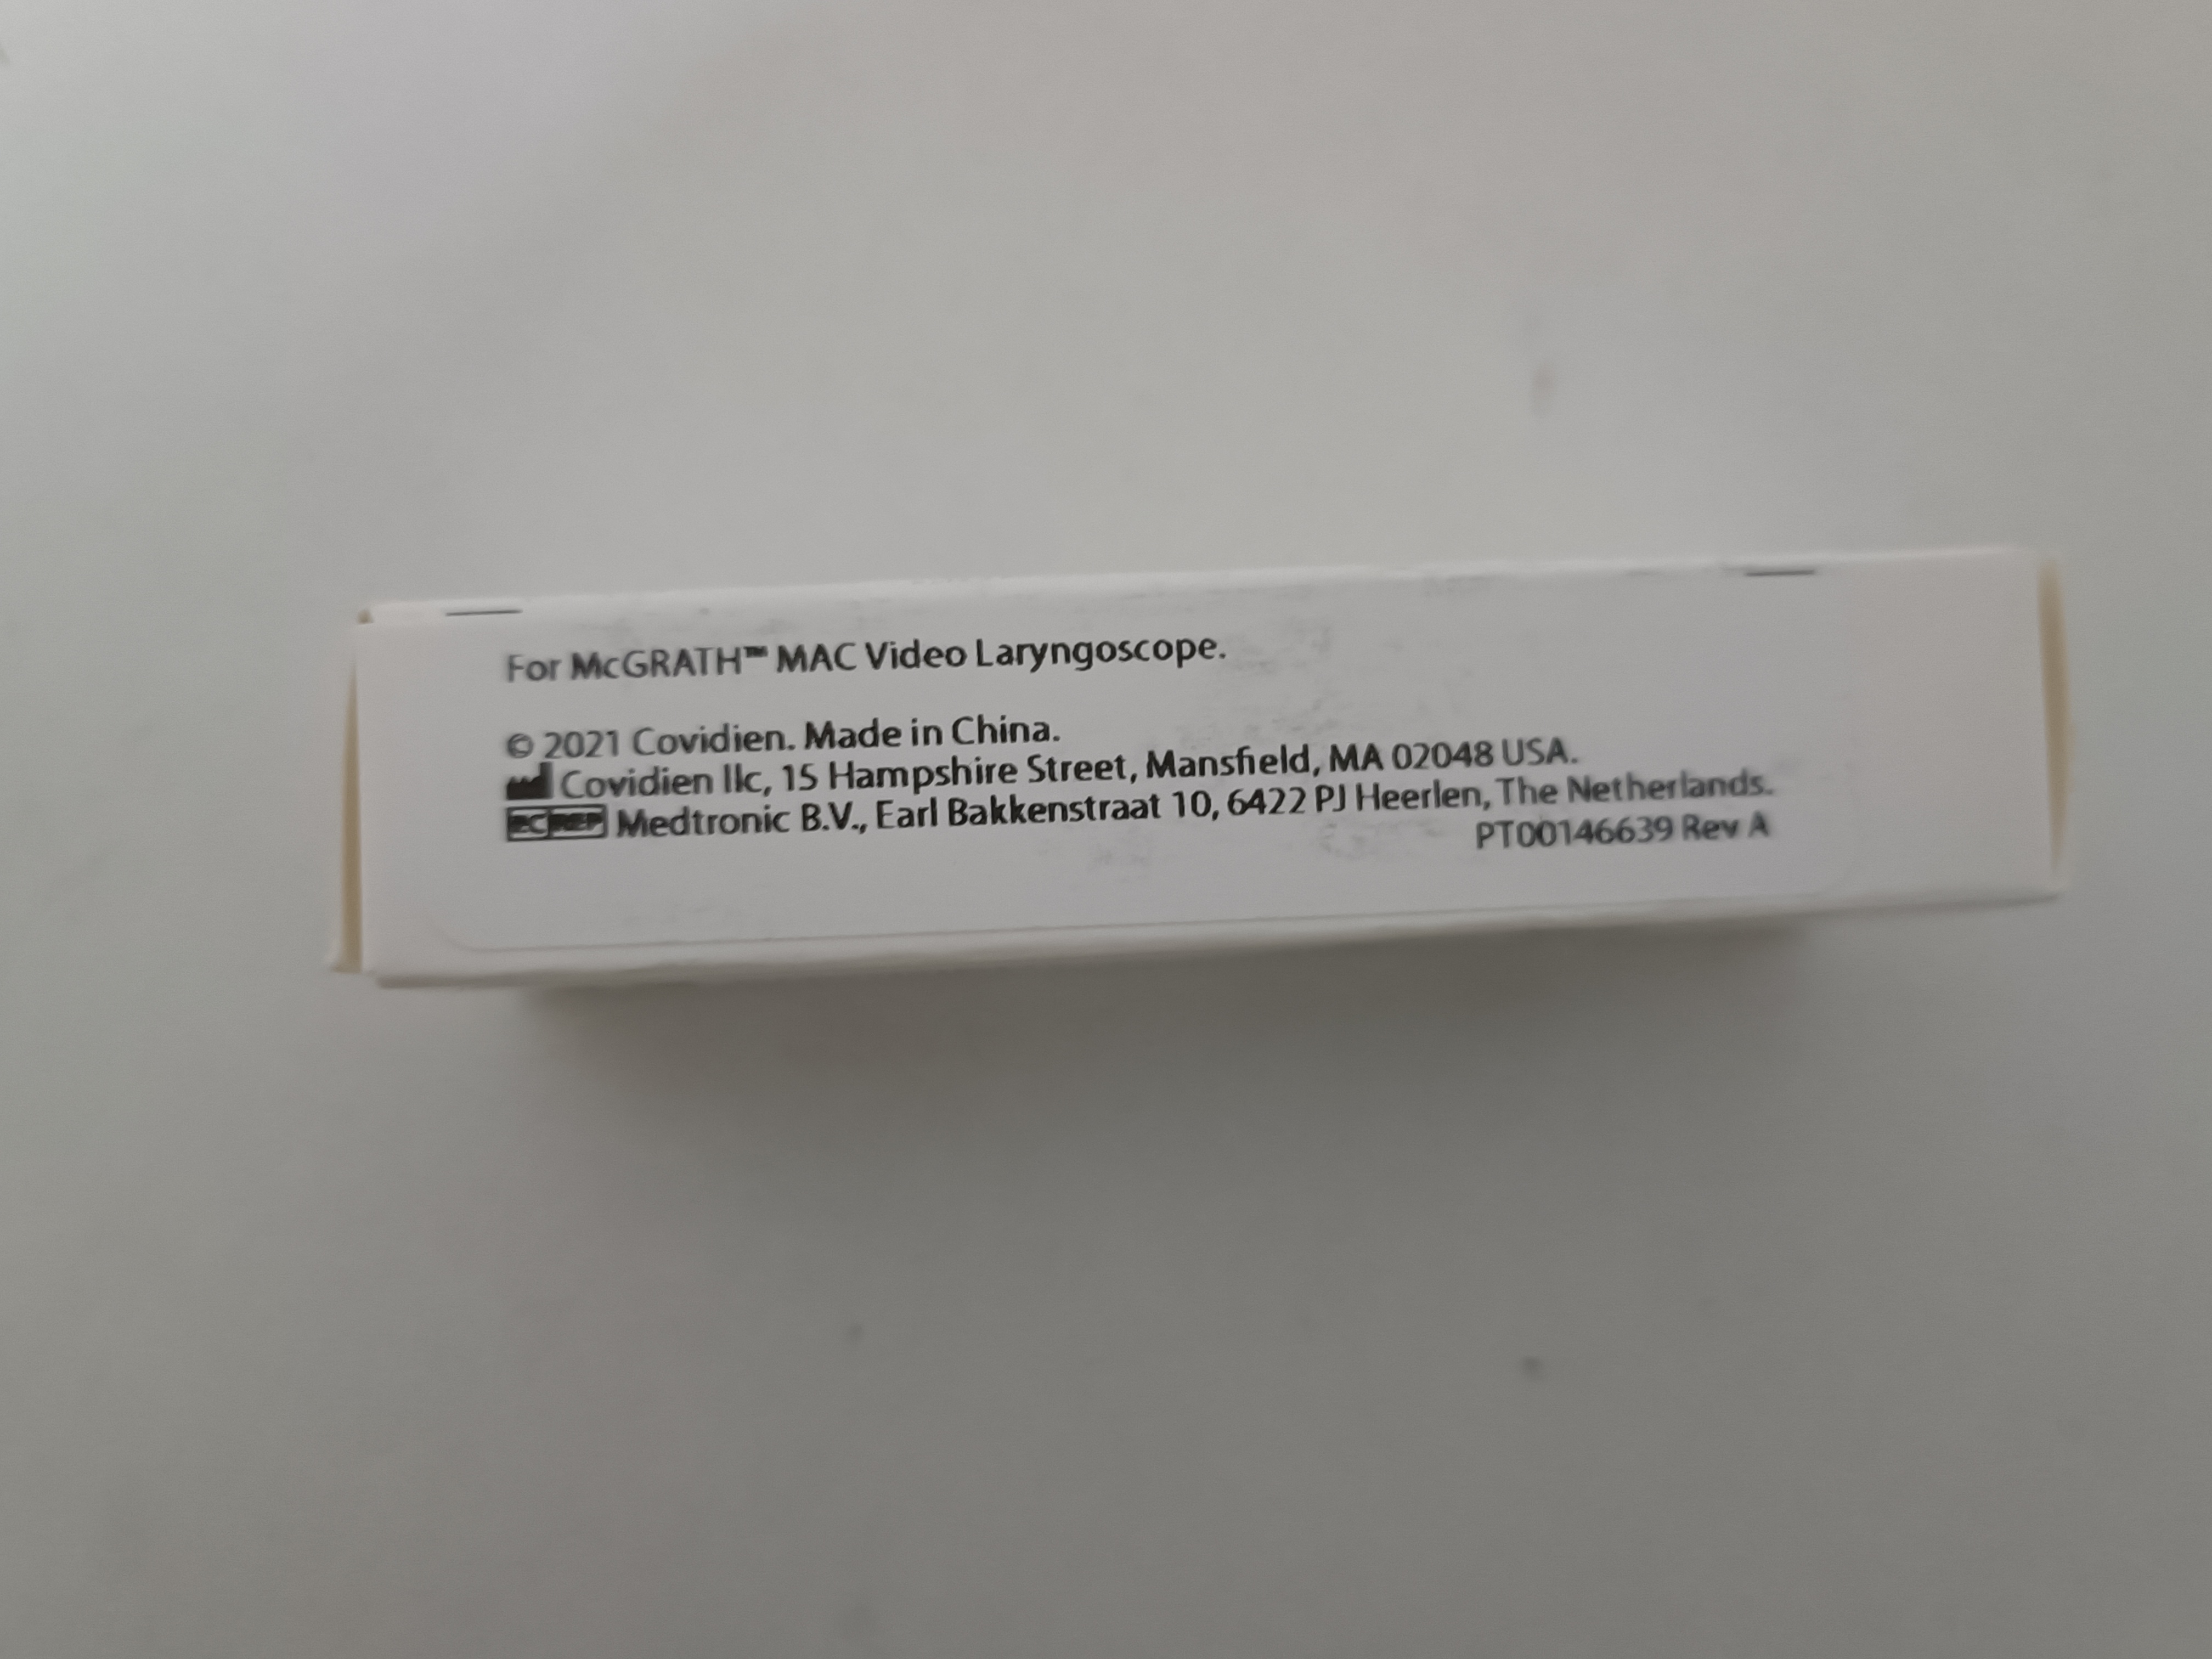 For McGRATH™ MAC Video Laryngoscope.
© 2021 Covidien. Made in China.
Covidien llc, 15 Hampshire Street, Mansfield, MA 02048 USA.
EC REP Medtronic B.V., Earl Bakkenstraat 10, 6422 PJ Heerlen, The Netherlands.
PT00146639 Rev A